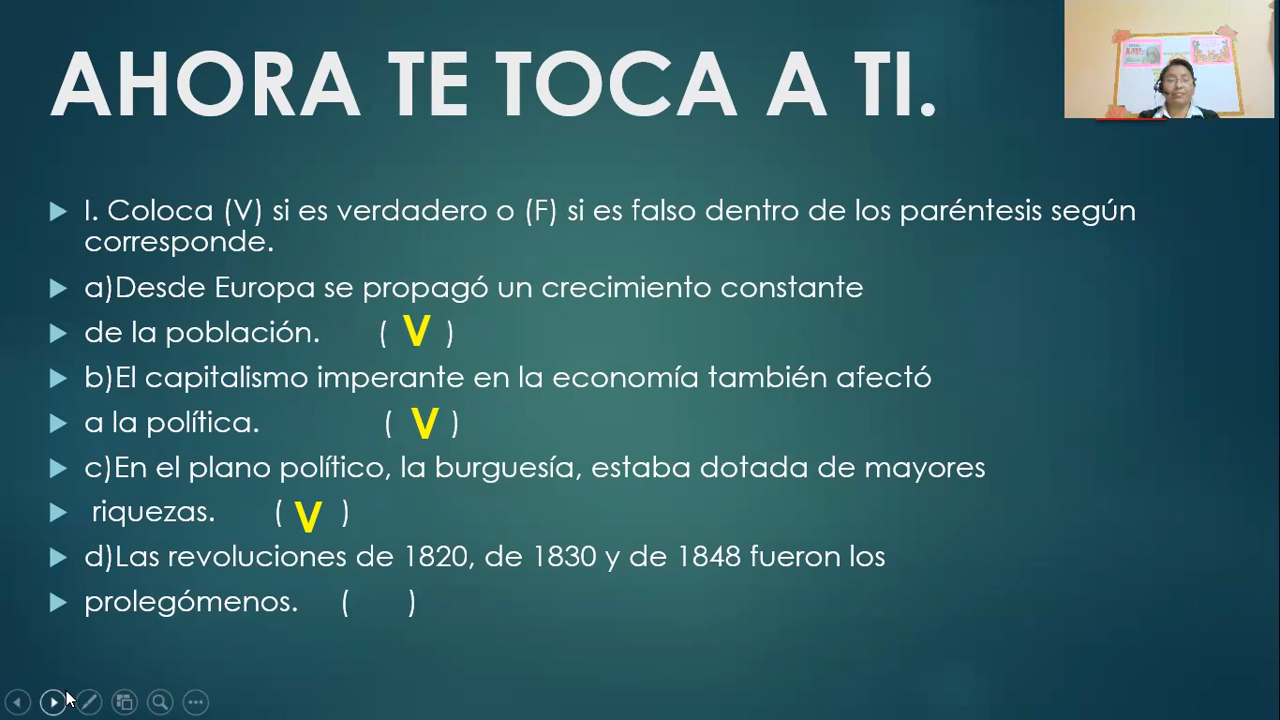 AHORA TE TOCA A TI.
I. Coloca (V) si es verdadero o (F) si es falso dentro de los paréntesis según
corresponde.
a)Desde Europa se propagó un crecimiento constante
de la población. ( V )
b)El capitalismo imperante en la economía también afectó
a la política. ( V )
c)En el plano político, la burguesía, estaba dotada de mayores
riquezas. ( V )
d)Las revoluciones de 1820, de 1830 y de 1848 fueron los
prolegómenos. ( )